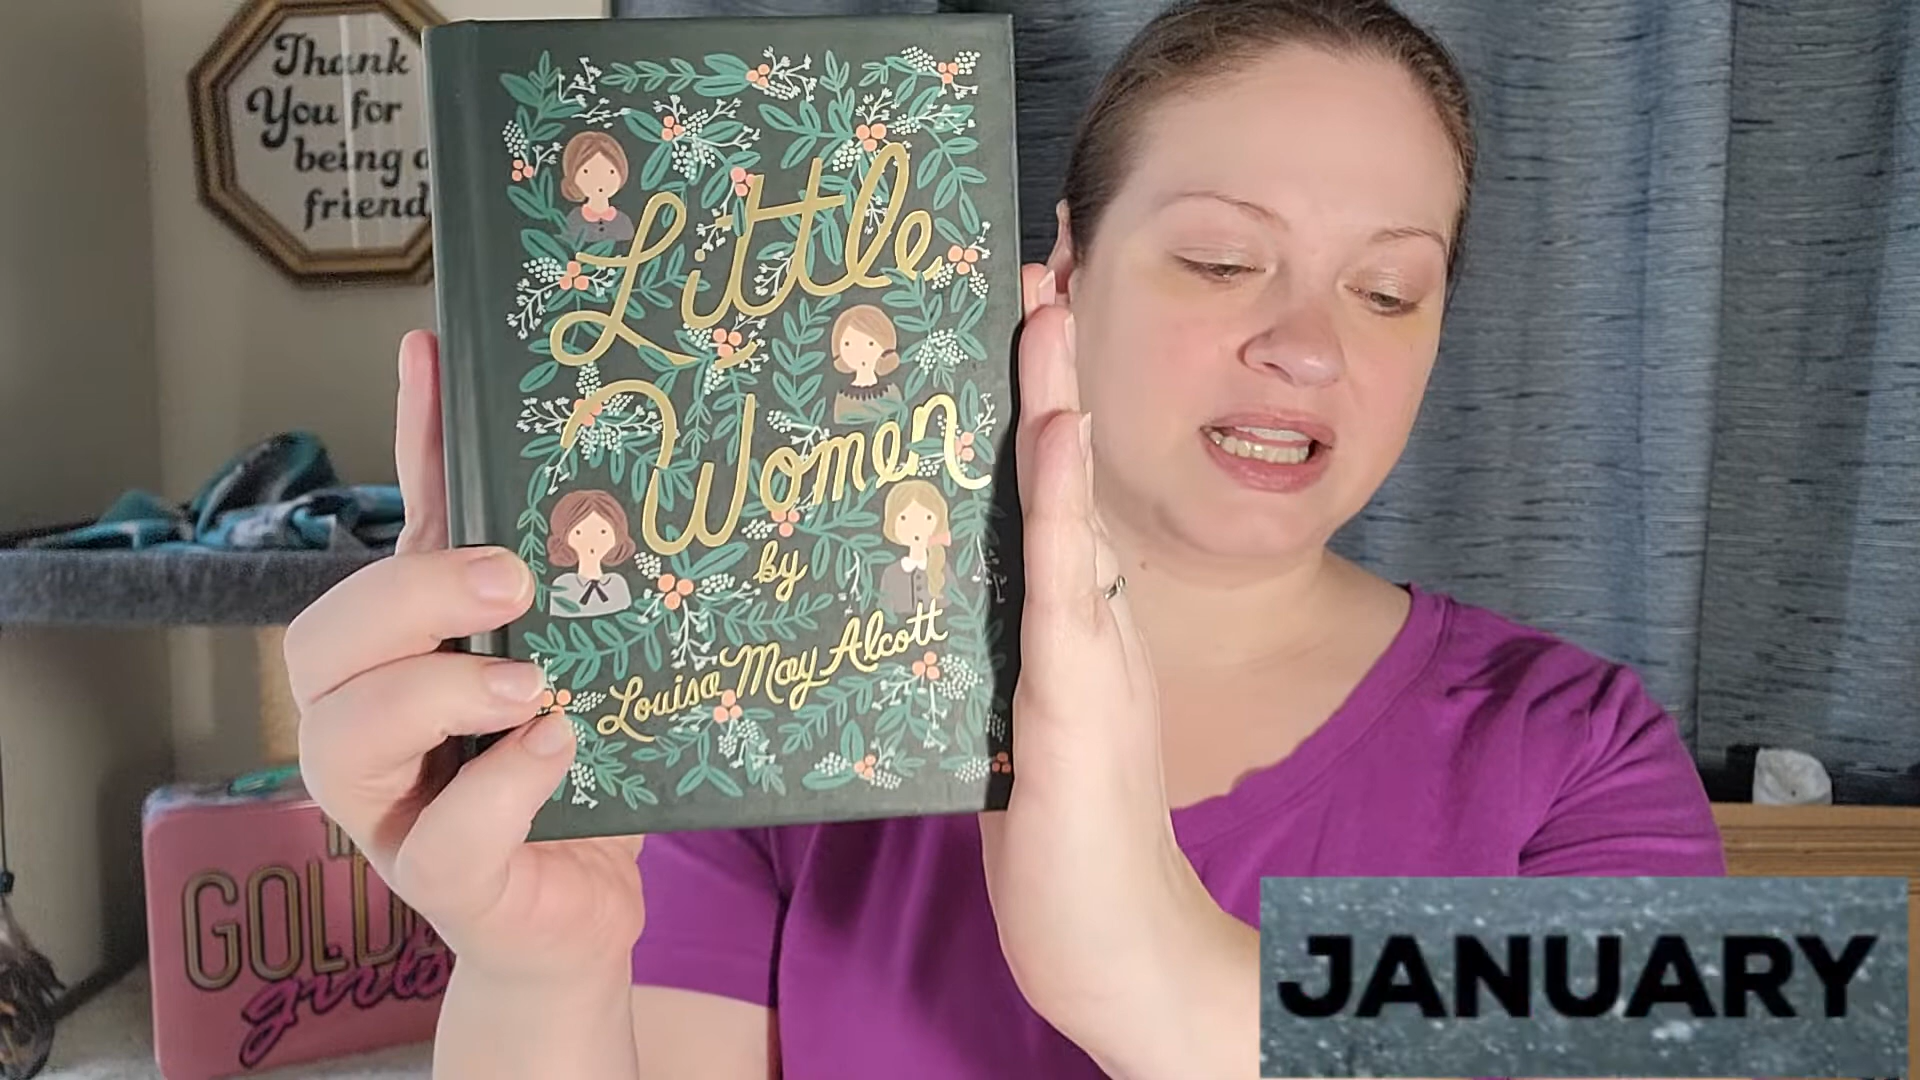 Thank
You for
being a
friend
Little
Women
by
Louisa May Alcott
GOLD
girls
JANUARY